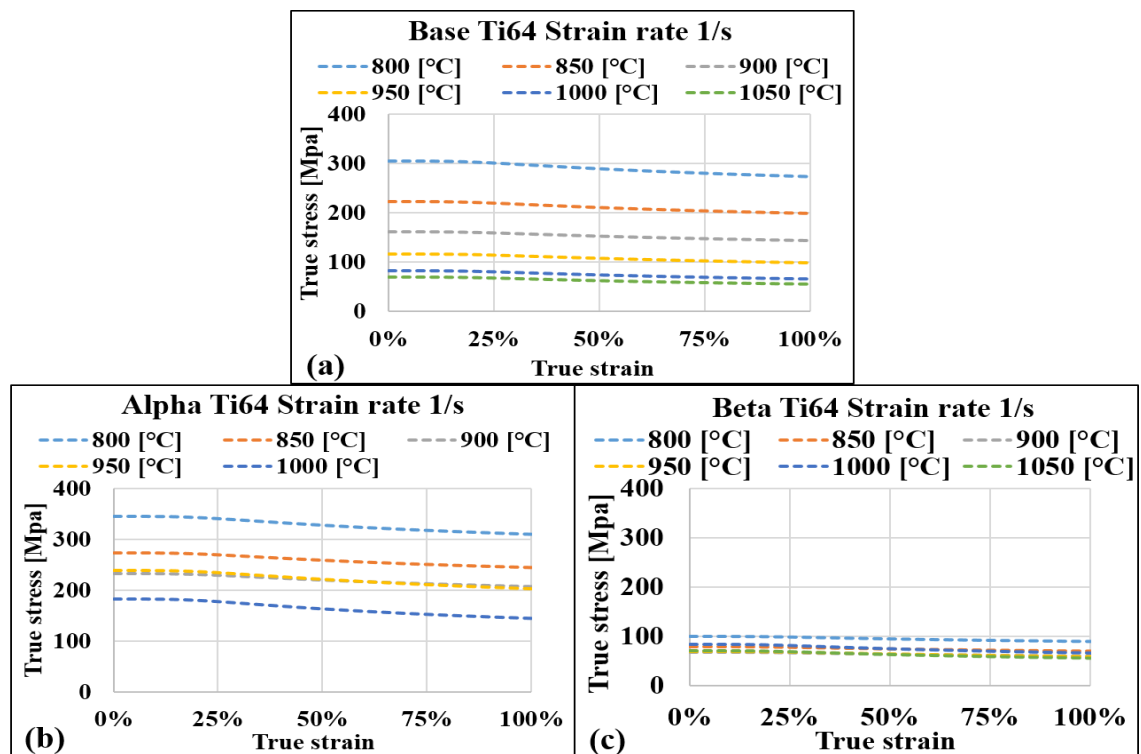 Base Ti64 Strain rate 1/s
800 [°C] 850 [°C] 900 [°C]
950 [°C] 1000 [°C] 1050 [°C]
True stress [Mpa]
400
300
200
100
0
0% 25% 50% 75% 100%
(a) True strain
Alpha Ti64 Strain rate 1/s
800 [°C] 850 [°C] 900 [°C]
950 [°C] 1000 [°C]
True stress [Mpa]
400
300
200
100
0
0% 25% 50% 75% 100%
(b) True strain
Beta Ti64 Strain rate 1/s
800 [°C] 850 [°C] 900 [°C]
950 [°C] 1000 [°C] 1050 [°C]
True stress [Mpa]
400
300
200
100
0
0% 25% 50% 75% 100%
(c) True strain